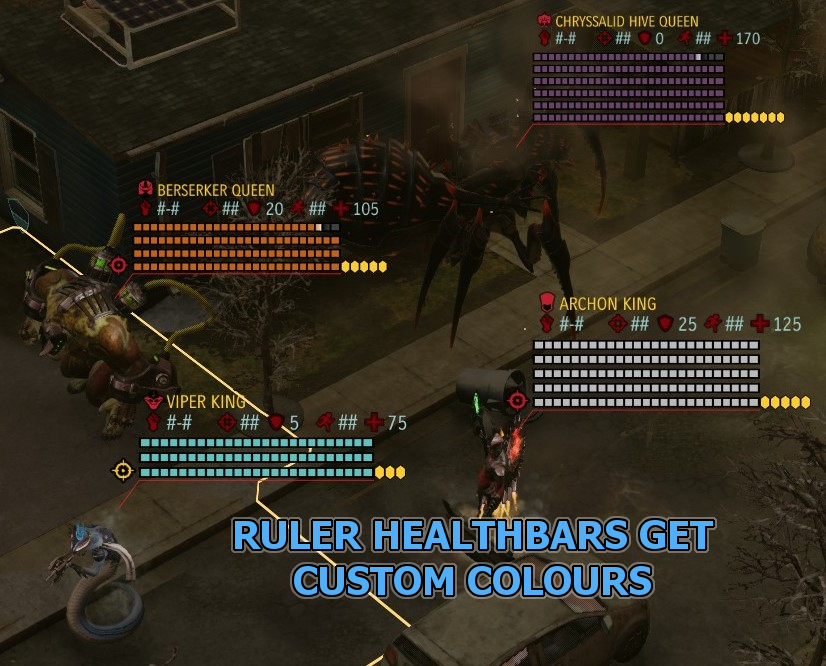 CHRYSSALID HIVE QUEEN
#-# ## 0 ## 170
BERSERKER QUEEN
#-# ## 20 ## 105
ARCHON KING
#-# ## 25 ## 125
VIPER KING
#-# ## 5 ## 75
RULER HEALTHBARS GET
CUSTOM COLOURS